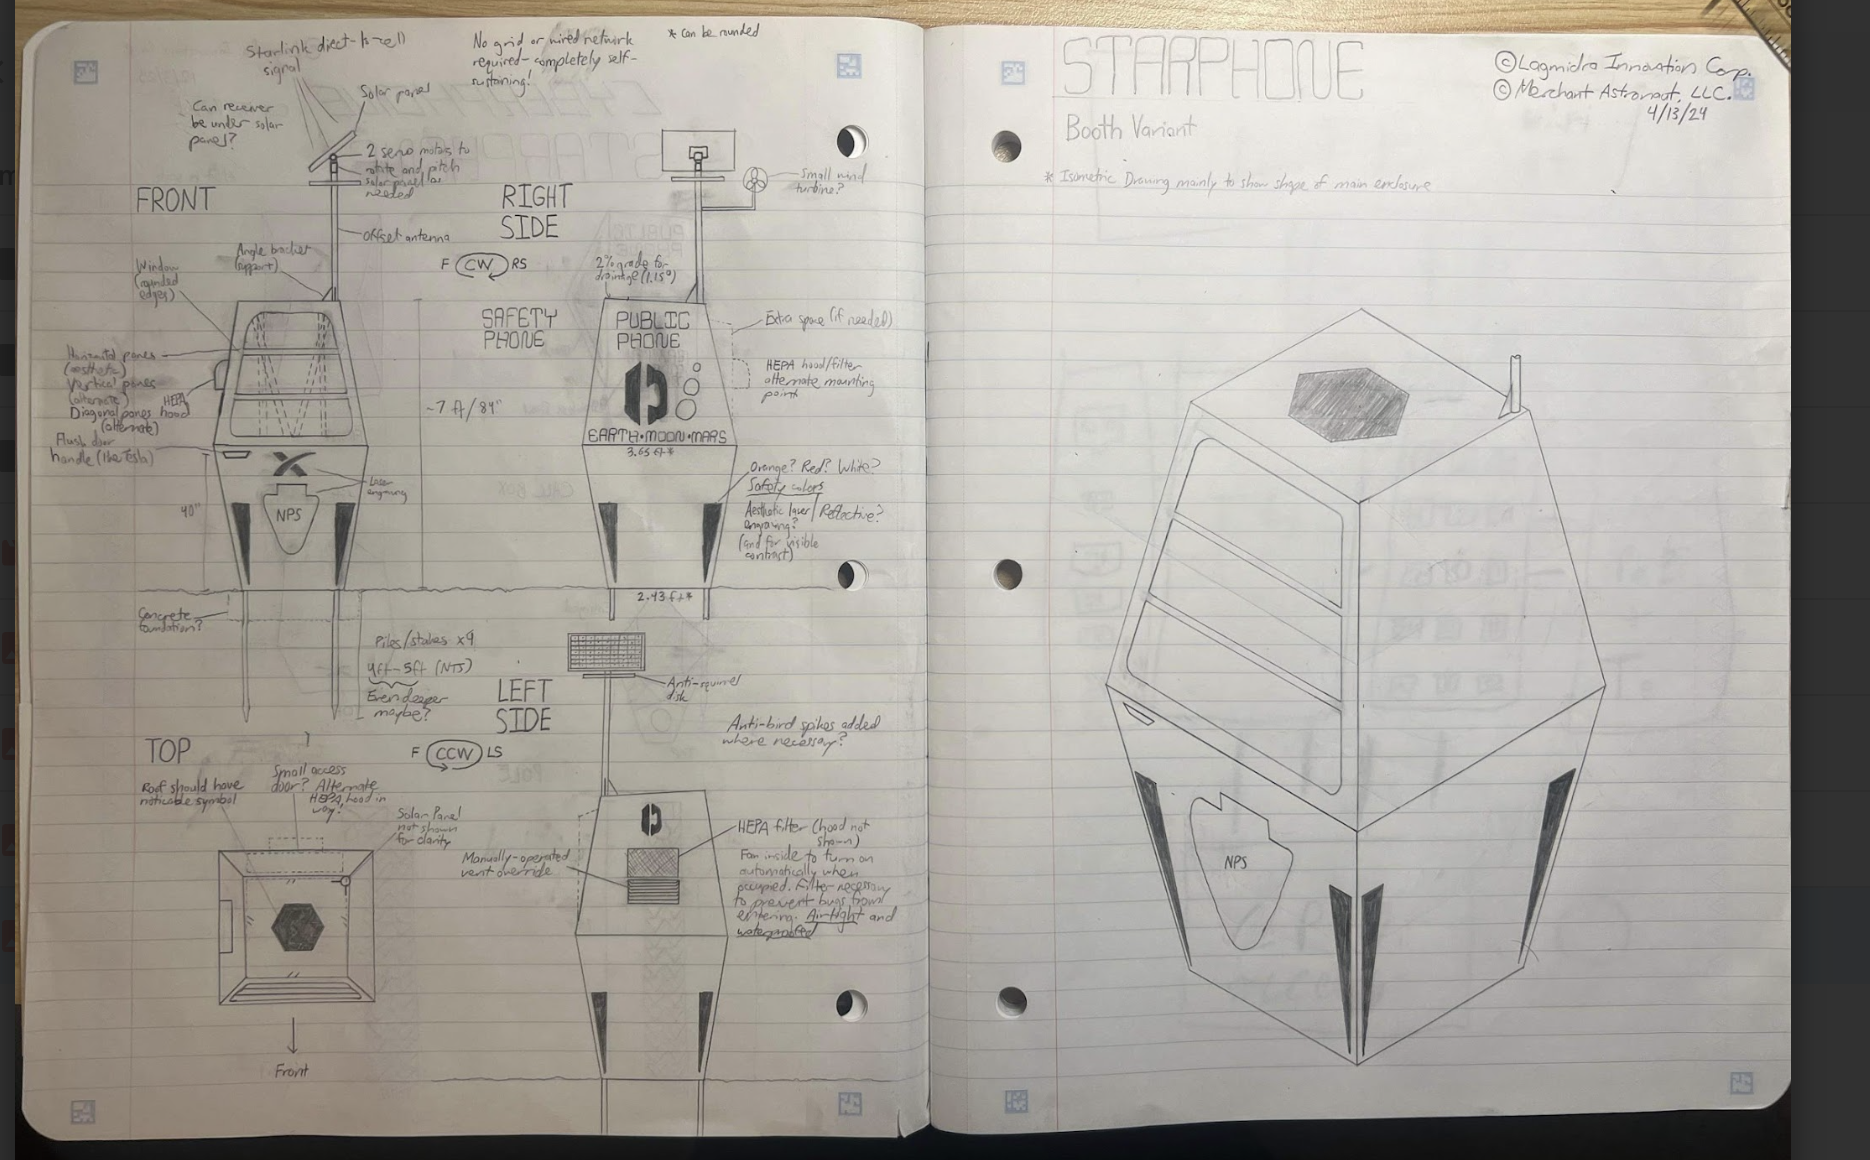 Starlink direct-to-cell
signal
No grid or wired network
required- completely self-
sustaining!
* can be rounded
Can receiver
be under solar
panel?
Solar panel
2 servo motors to
rotate and pitch
solar panel as
needed
FRONT
RIGHT
SIDE
Small wind
turbine?
Offset antenna
Angle bracket
(support)
F CW RS
2% grade for
drainage (1.15°)
Window
(rounded
edges)
SAFETY
PHONE
PUBLIC
PHONE
Extra space (if needed)
Horizontal panes
(aesthetic)
Vertical panes
(alternate)
HEPA
hood
Diagonal panes
(alternate)
Flush door
handle (like Tesla)
~7 ft/84"
HEPA hood/filter
alternate mounting
point
EARTH•MOON•MARS
3.65 ft*
X
Laser
engraving
NPS
40"
Orange? Red? White?
Safety colors
Aesthetic laser
engraving?
Reflective?
(and for visible
contrast)
2.43 ft*
Concrete
foundation?
Piles/stakes x4
4ft-5ft (NTS)
Even deeper
maybe?
LEFT
SIDE
Anti-squirrel
disk
Anti-bird spikes added
where necessary?
TOP
F CCW LS
Roof should have
noticable symbol
Small access
door? Alternate
HEPA hood in
way?
Solar Panel
not shown
for clarity
Manually-operated
vent override
HEPA filter (hood not
shown)
Fan inside to turn on
automatically when
occupied. Filter necessary
to prevent bugs from
entering. Airtight and
waterproofed
Front
STARPHONE
© Lagmidro Innovation Corp.
© Merchant Astronaut, LLC.
4/13/24
Booth Variant
* Isometric Drawing mainly to show shape of main enclosure
NPS